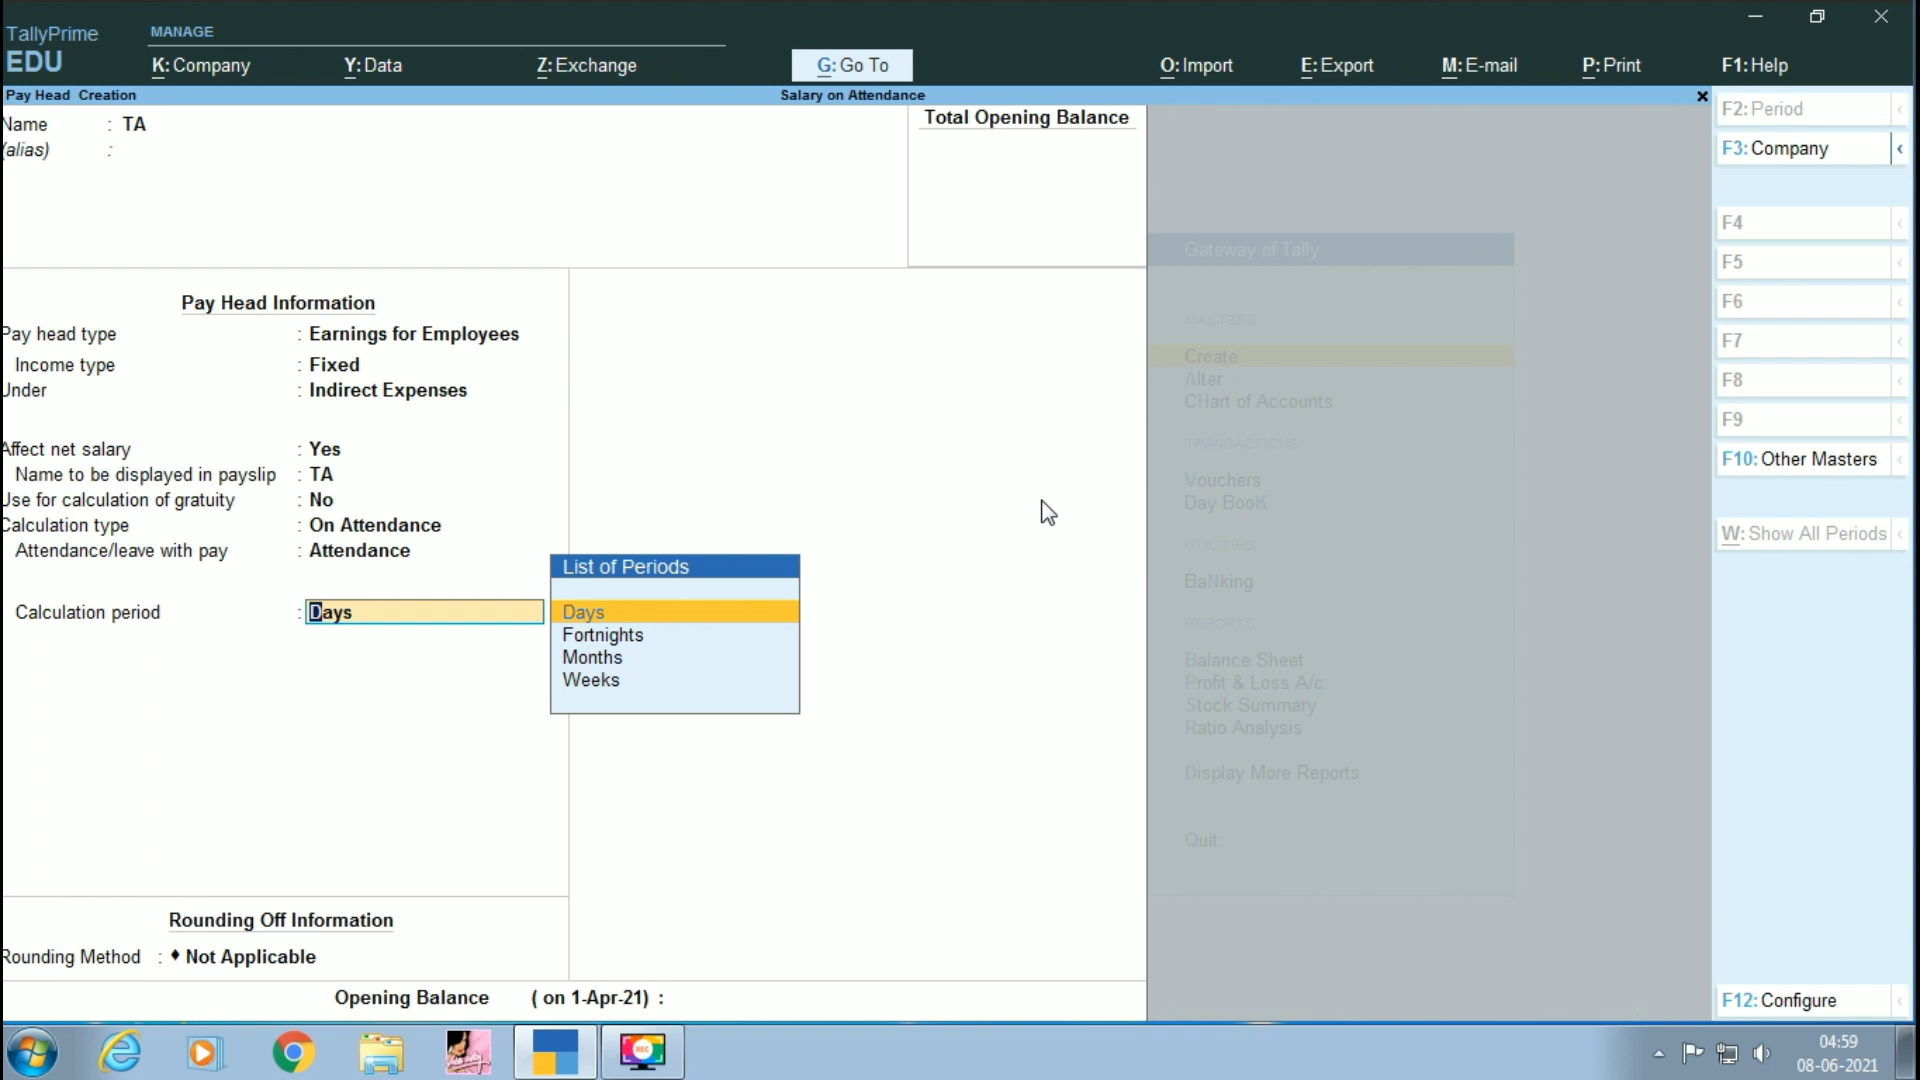 TallyPrime
EDU
MANAGE
K: Company
Y: Data
Z: Exchange
G: Go To
O: Import
E: Export
M: E-mail
P: Print
F1: Help
Pay Head Creation
Salary on Attendance
Name : TA
(alias) :
Total Opening Balance
Pay Head Information
Pay head type : Earnings for Employees
Income type : Fixed
Under : Indirect Expenses
Affect net salary : Yes
Name to be displayed in payslip : TA
Use for calculation of gratuity : No
Calculation type : On Attendance
Attendance/leave with pay : Attendance
Calculation period : Days
List of Periods
Days
Fortnights
Months
Weeks
Rounding Off Information
Rounding Method : ♦ Not Applicable
Opening Balance ( on 1-Apr-21) :
Gateway of Tally
MASTERS
Create
Alter
CHart of Accounts
TRANSACTIONS
Vouchers
Day BooK
UTILITIES
BaNking
REPORTS
Balance Sheet
Profit & Loss A/c
Stock Summary
Ratio Analysis
Display More Reports
Quit
F2: Period
F3: Company
F4
F5
F6
F7
F8
F9
F10: Other Masters
W: Show All Periods
F12: Configure
REC
04:59
08-06-2021